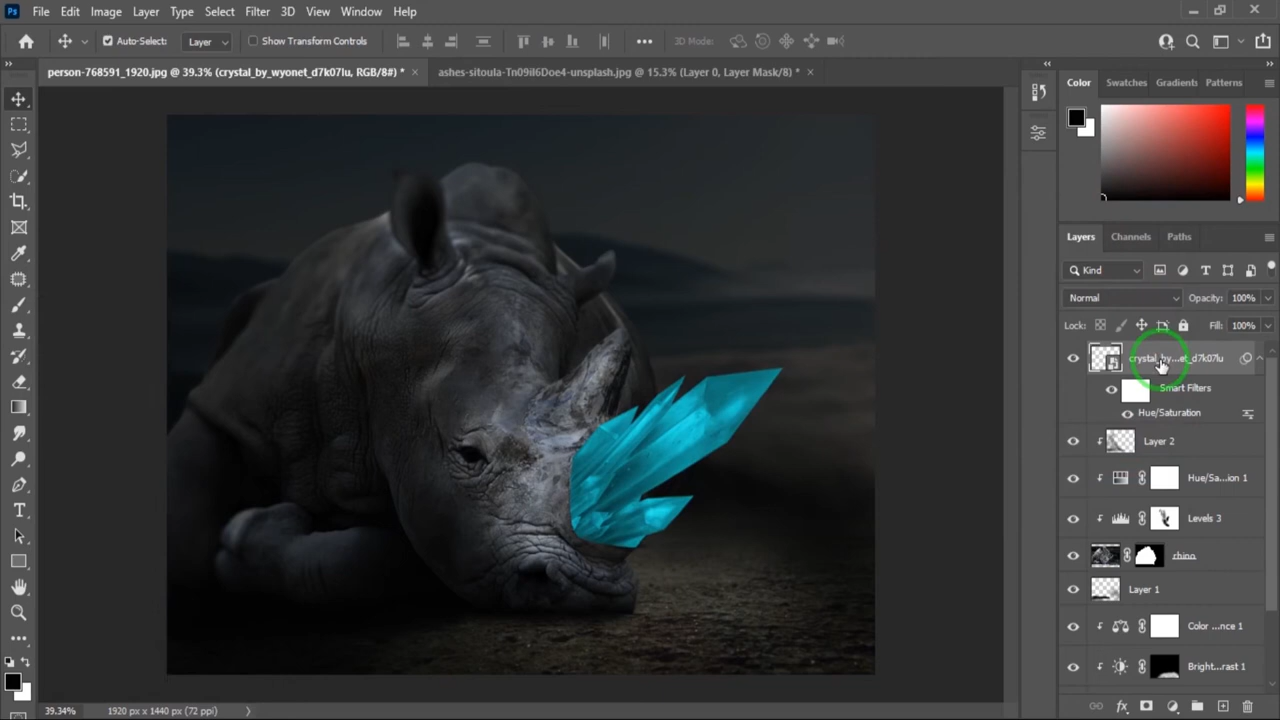 Ps File Edit Image Layer Type Select Filter 3D View Window Help
Auto-Select: Layer Show Transform Controls 3D Mode:
person-768591_1920.jpg @ 39.3% (crystal_by_wyonet_d7k07lu, RGB/8#) * × ashes-sitoula-Tn09iI6Doe4-unsplash.jpg @ 15.3% (Layer 0, Layer Mask/8) * ×
Color Swatches Gradients Patterns
Layers Channels Paths
Kind
Normal Opacity: 100%
Lock: Fill: 100%
crystal_by...et_d7k07lu
Smart Filters
Hue/Saturation
Layer 2
Hue/Sa...ion 1
Levels 3
rhino
Layer 1
Color ...nce 1
Bright...rast 1
39.34% 1920 px x 1440 px (72 ppi)